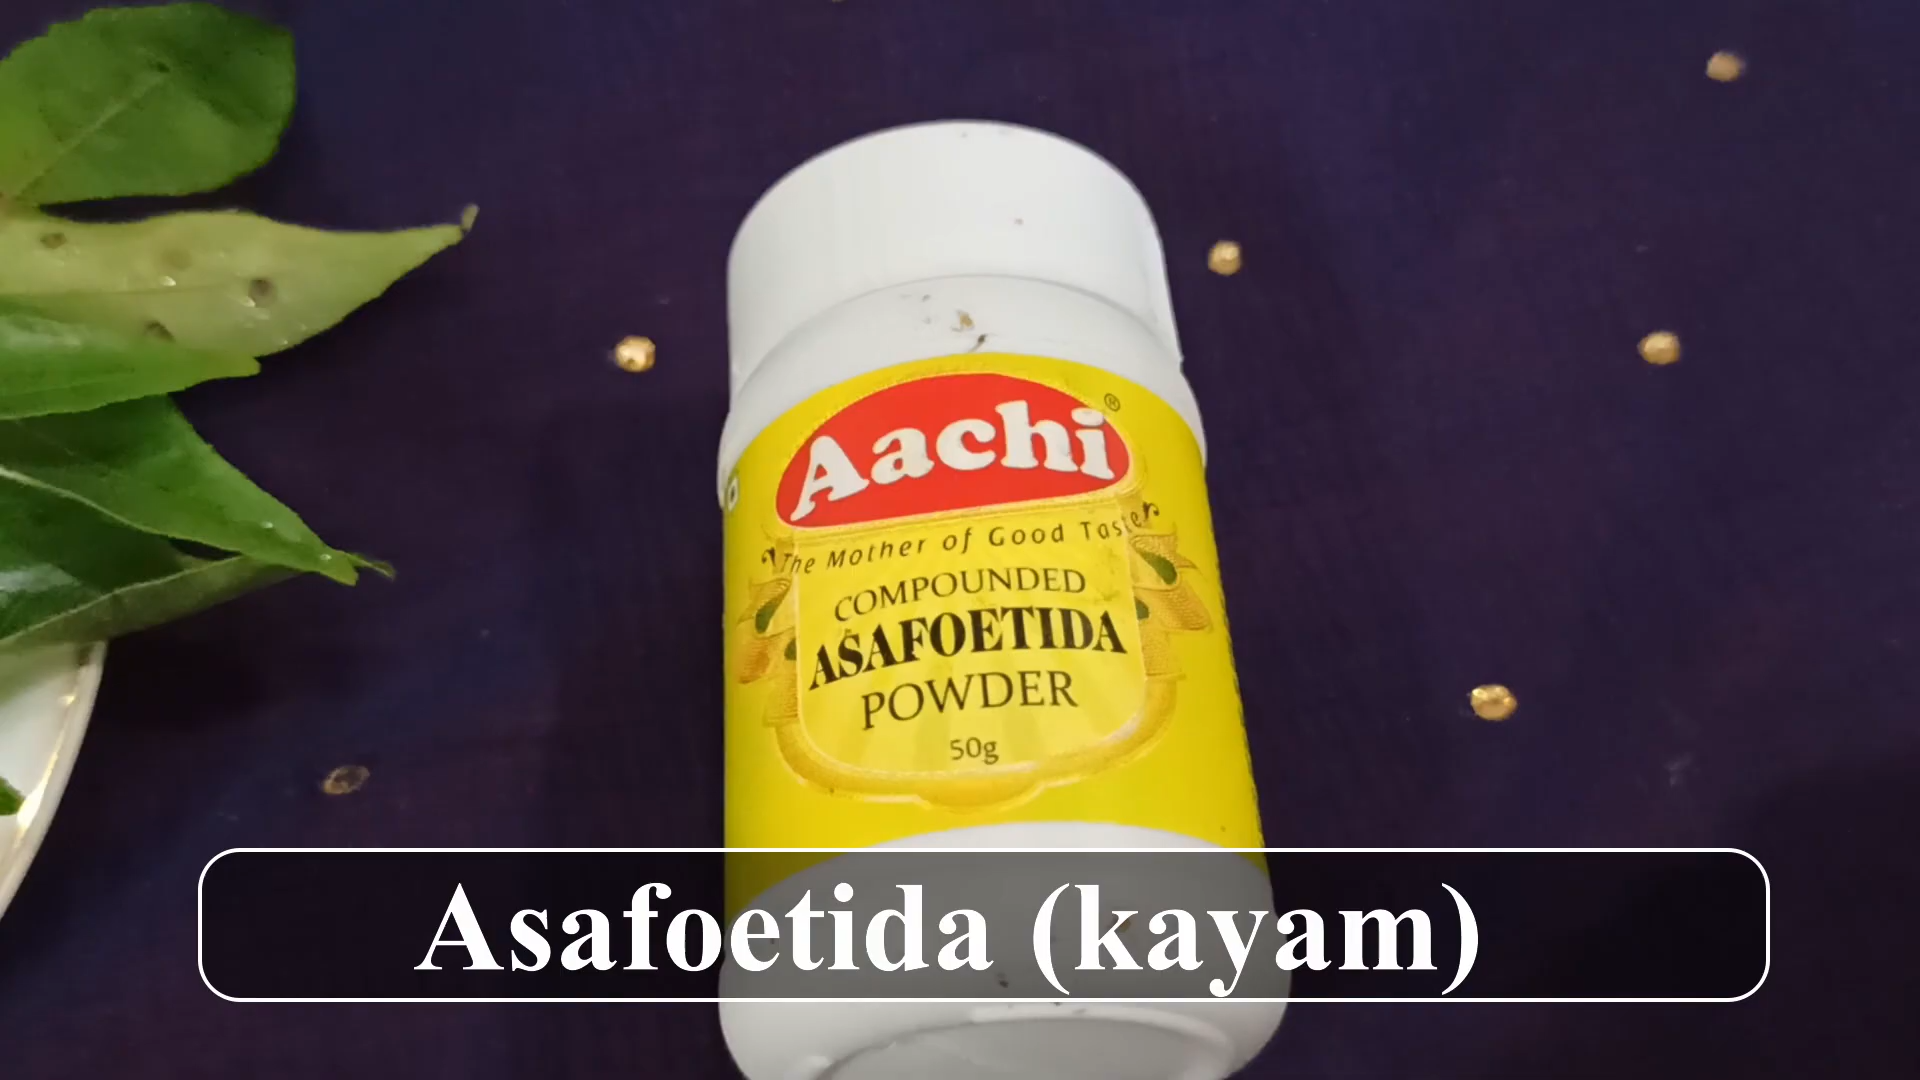 Aachi®
The Mother of Good Taste
COMPOUNDED
ASAFOETIDA
POWDER
50g
Asafoetida (kayam)